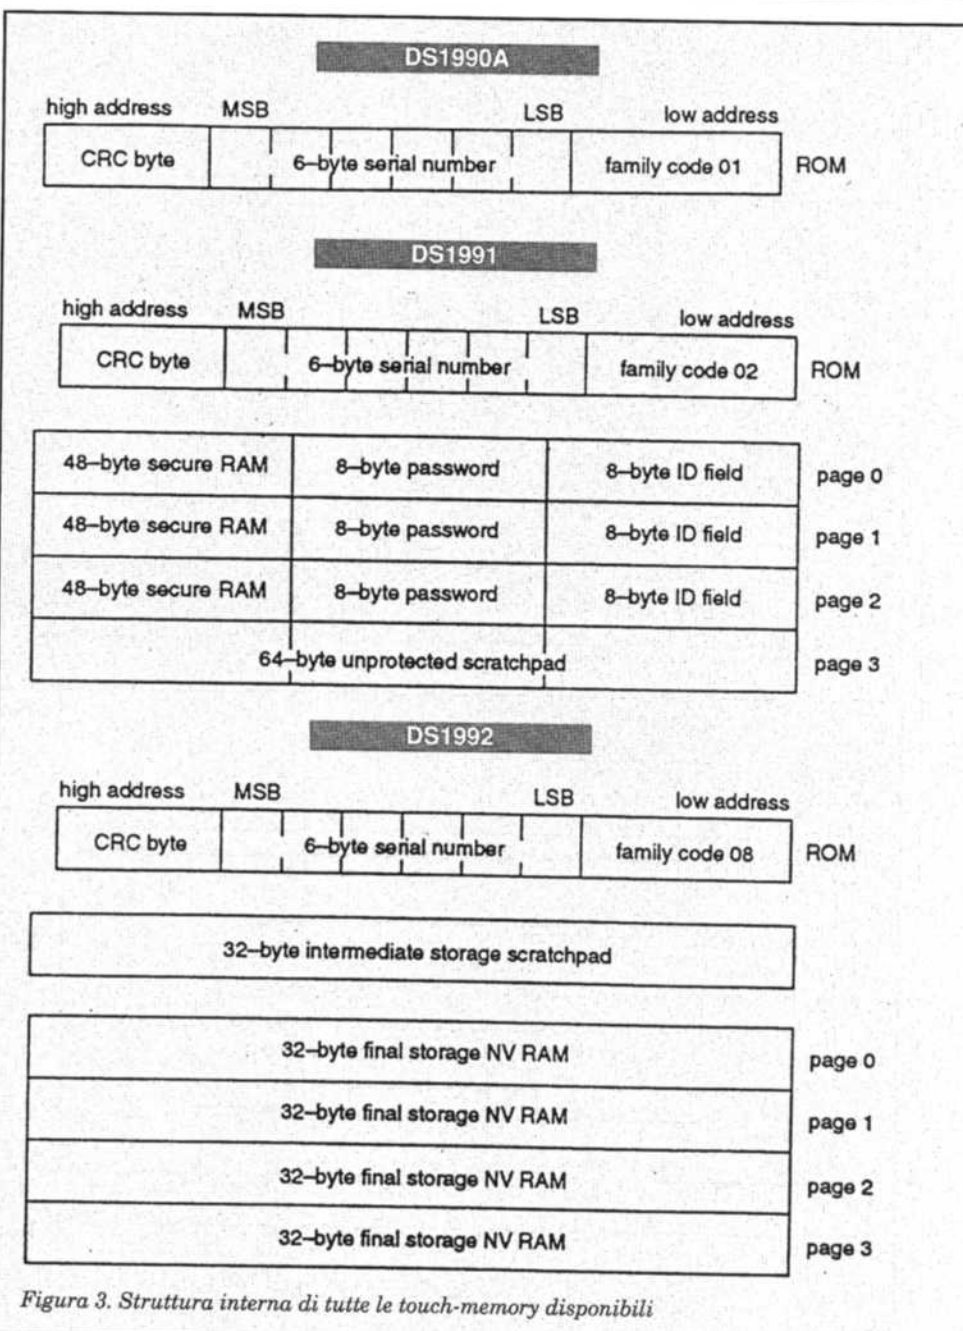 DS1990A
high address MSB LSB low address
CRC byte 6-byte serial number family code 01 ROM
DS1991
high address MSB LSB low address
CRC byte 6-byte serial number family code 02 ROM
48-byte secure RAM 8-byte password 8-byte ID field page 0
48-byte secure RAM 8-byte password 8-byte ID field page 1
48-byte secure RAM 8-byte password 8-byte ID field page 2
64-byte unprotected scratchpad page 3
DS1992
high address MSB LSB low address
CRC byte 6-byte serial number family code 08 ROM
32-byte intermediate storage scratchpad
32-byte final storage NV RAM page 0
32-byte final storage NV RAM page 1
32-byte final storage NV RAM page 2
32-byte final storage NV RAM page 3
Figura 3. Struttura interna di tutte le touch-memory disponibili